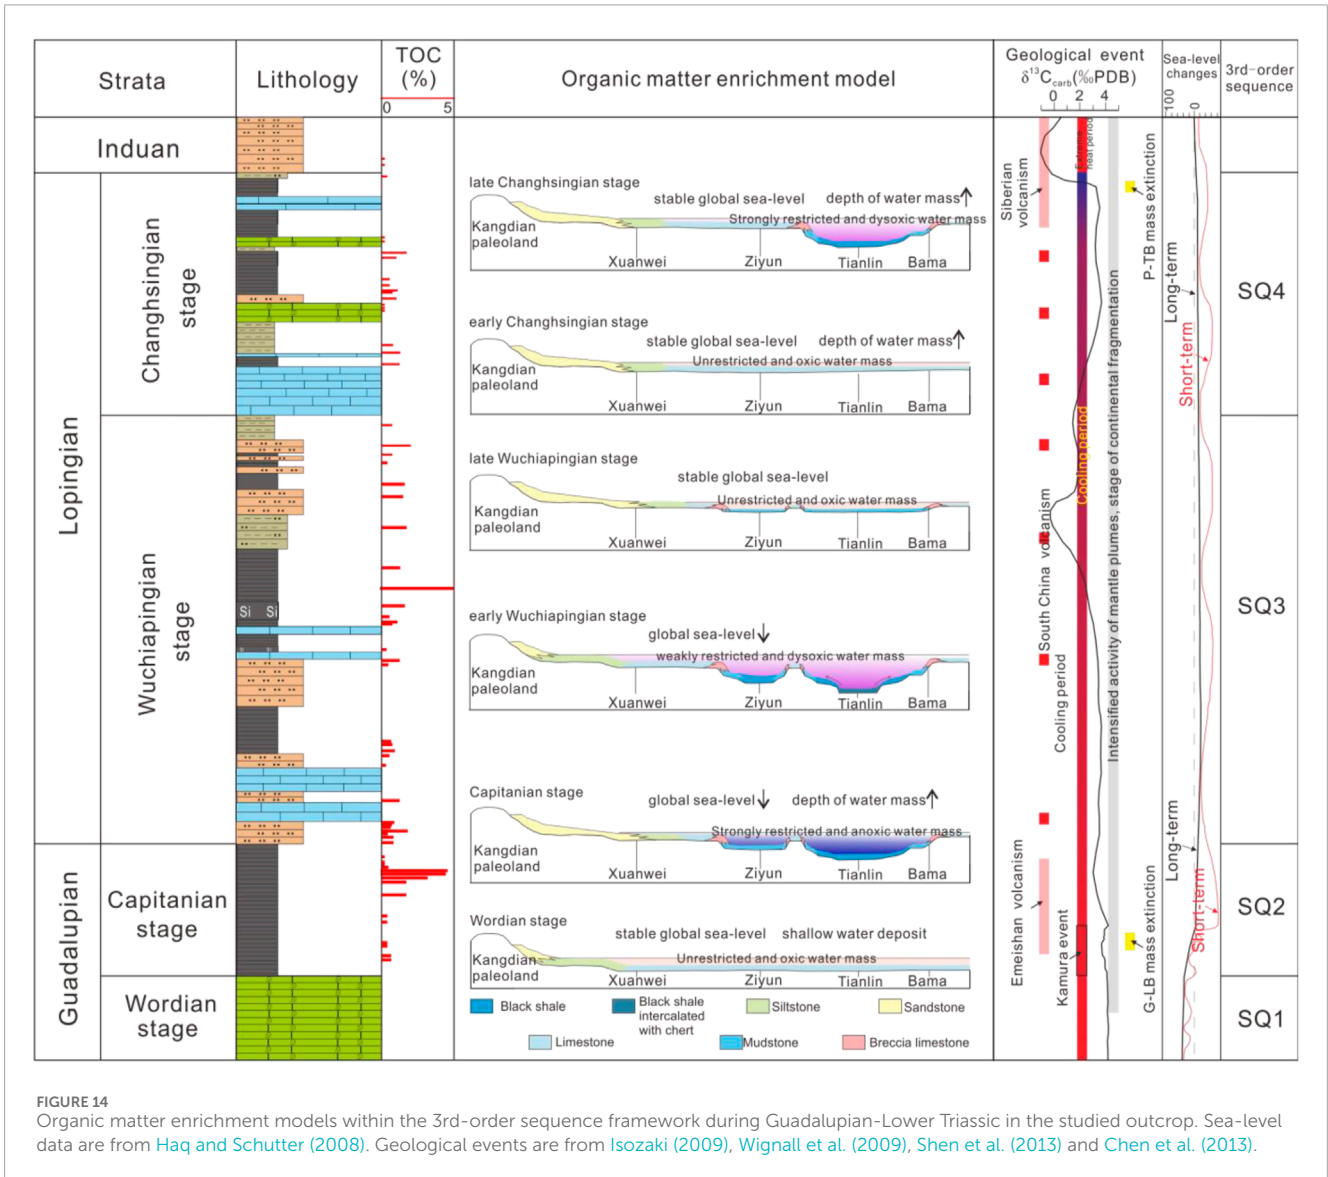 Strata
Lithology
TOC
(%)
0 5
Organic matter enrichment model
Geological event
δ¹³Ccarb(‰PDB)
0 2 4
Sea-level
changes
100 0
3rd-order
sequence
Induan
Changhsingian
stage
Lopingian
Wuchiapingian
stage
Si Si
Guadalupian
Capitanian
stage
Wordian
stage
late Changhsingian stage
stable global sea-level depth of water mass
Strongly restricted and dysoxic water mass
Kangdian
paleoland
Xuanwei Ziyun Tianlin Bama
early Changhsingian stage
stable global sea-level depth of water mass
Unrestricted and oxic water mass
Kangdian
paleoland
Xuanwei Ziyun Tianlin Bama
late Wuchiapingian stage
stable global sea-level
Unrestricted and oxic water mass
Kangdian
paleoland
Xuanwei Ziyun Tianlin Bama
early Wuchiapingian stage
global sea-level
weakly restricted and dysoxic water mass
Kangdian
paleoland
Xuanwei Ziyun Tianlin Bama
Capitanian stage
global sea-level depth of water mass
Strongly restricted and anoxic water mass
Kangdian
paleoland
Xuanwei Ziyun Tianlin Bama
Wordian stage
stable global sea-level shallow water deposit
Unrestricted and oxic water mass
Kangdian
paleoland
Xuanwei Ziyun Tianlin Bama
Black shale
Black shale
intercalated
with chert
Siltstone
Sandstone
Limestone
Mudstone
Breccia limestone
Siberian
volcanism
Extreme
heat period
P-TB mass extinction
Cooling period
South China volcanism
Cooling period
Intensified activity of mantle plumes, stage of continental fragmentation
Emeishan volcanism
Kamura event
G-LB mass extinction
Long-term
Short-term
Long-term
Short-term
SQ4
SQ3
SQ2
SQ1
FIGURE 14
Organic matter enrichment models within the 3rd-order sequence framework during Guadalupian-Lower Triassic in the studied outcrop. Sea-level
data are from Haq and Schutter (2008). Geological events are from Isozaki (2009), Wignall et al. (2009), Shen et al. (2013) and Chen et al. (2013).